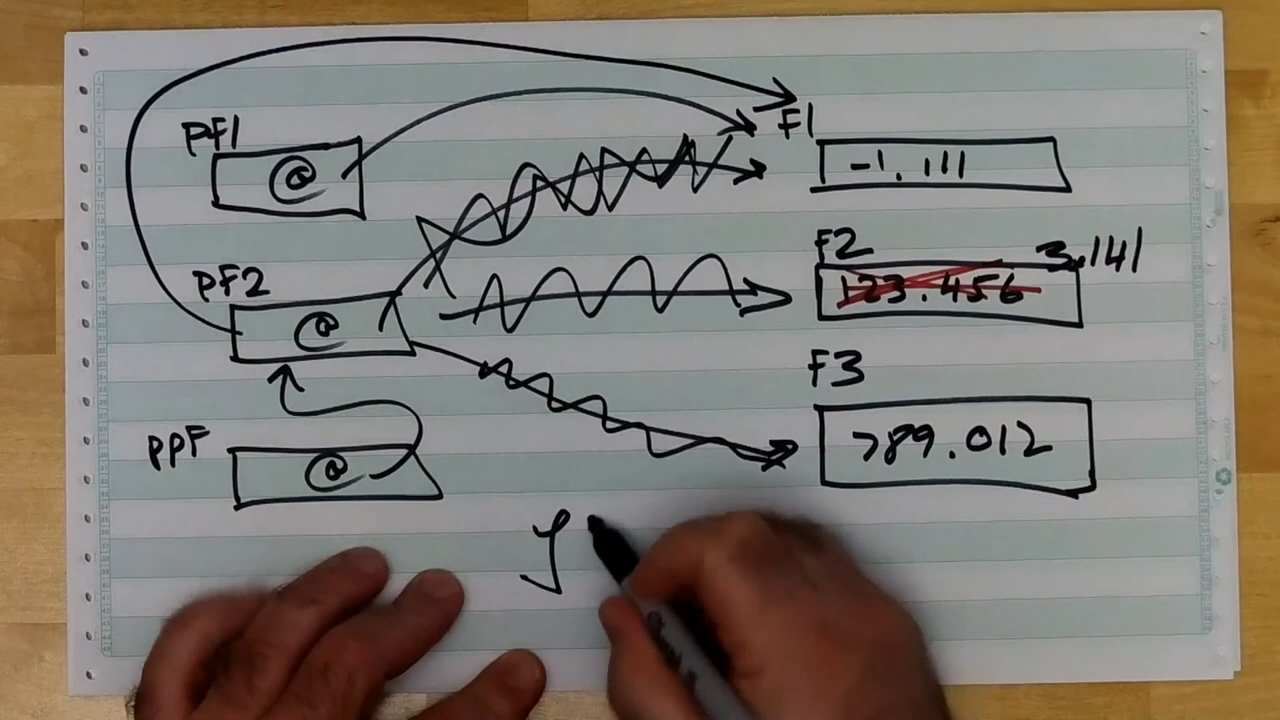 pF1
@
F1
-1.111
pF2
@
F2
3.141
123.456
F3
789.012
ppF
@